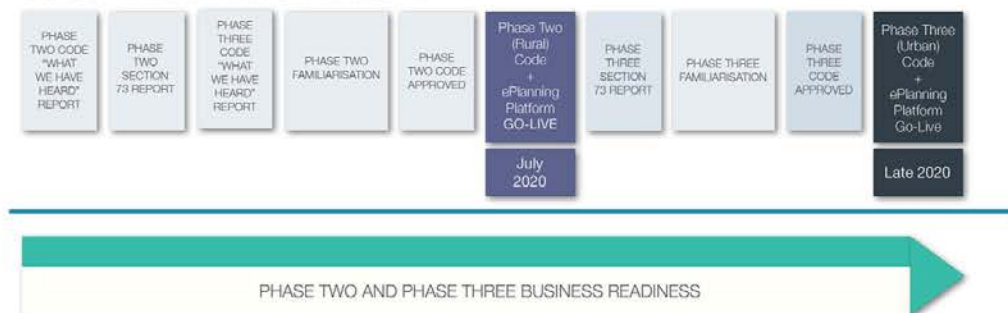 PHASE
TWO CODE
"WHAT
WE HAVE
HEARD"
REPORT
PHASE
TWO
SECTION
73 REPORT
PHASE
THREE
CODE
"WHAT
WE HAVE
HEARD"
REPORT
PHASE TWO
FAMILIARISATION
PHASE
TWO CODE
APPROVED
Phase Two
(Rural)
Code
+
ePlanning
Platform
GO-LIVE
July
2020
PHASE
THREE
SECTION
73 REPORT
PHASE THREE
FAMILIARISATION
PHASE
THREE
CODE
APPROVED
Phase Three
(Urban)
Code
+
ePlanning
Platform
Go-Live
Late 2020
PHASE TWO AND PHASE THREE BUSINESS READINESS